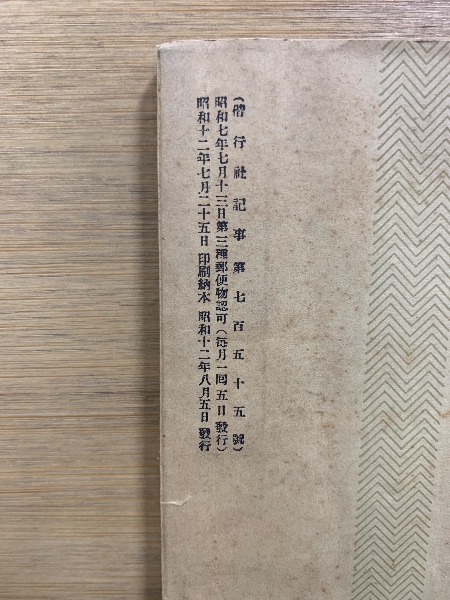 (偕行社記事第七百五十五號)
昭和七年七月十三日第三種郵便物認可(每月一回五日發行)
昭和十二年七月二十五日印刷納本 昭和十二年八月五日發行